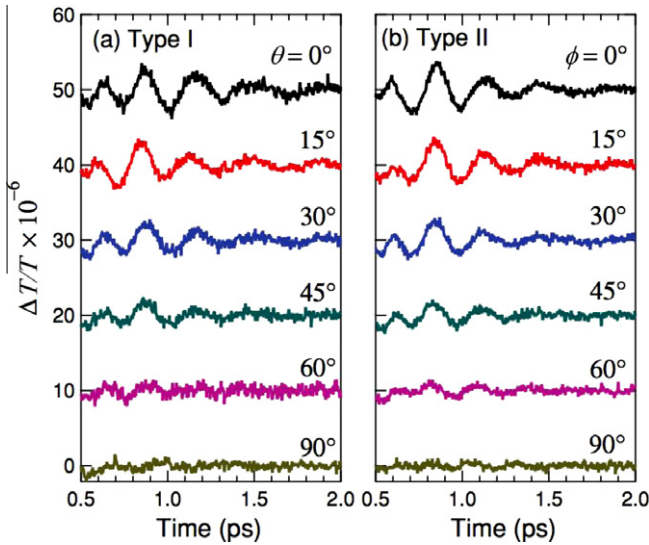 60
(a) Type I
θ = 0°
(b) Type II
ϕ = 0°
50
15°
15°
40
30°
30°
30
45°
45°
20
60°
60°
10
90°
90°
0
ΔT/T × 10⁻⁶
0.5 1.0 1.5 2.0
0.5 1.0 1.5 2.0
Time (ps)
Time (ps)